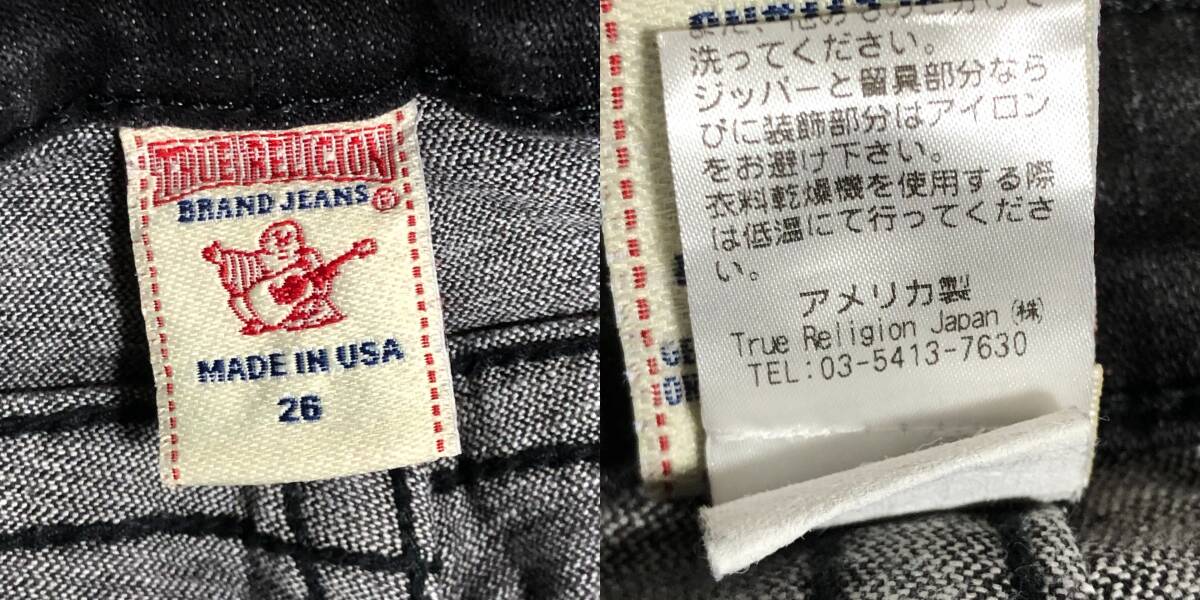 TRUE RELIGION
BRAND JEANS®
MADE IN USA
26
洗ってください。
ジッパーと留具部分なら
びに装飾部分はアイロン
をお避け下さい。
衣料乾燥機を使用する際
は低温にて行ってくださ
い。
アメリカ製
True Religion Japan ㈱
TEL:03-5413-7630